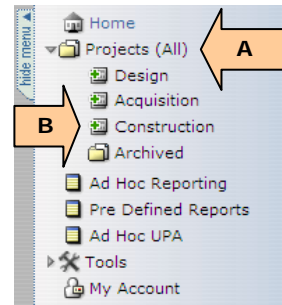 hide menu
Home
Projects (All)
A
Design
Acquisition
B
Construction
Archived
Ad Hoc Reporting
Pre Defined Reports
Ad Hoc UPA
Tools
My Account